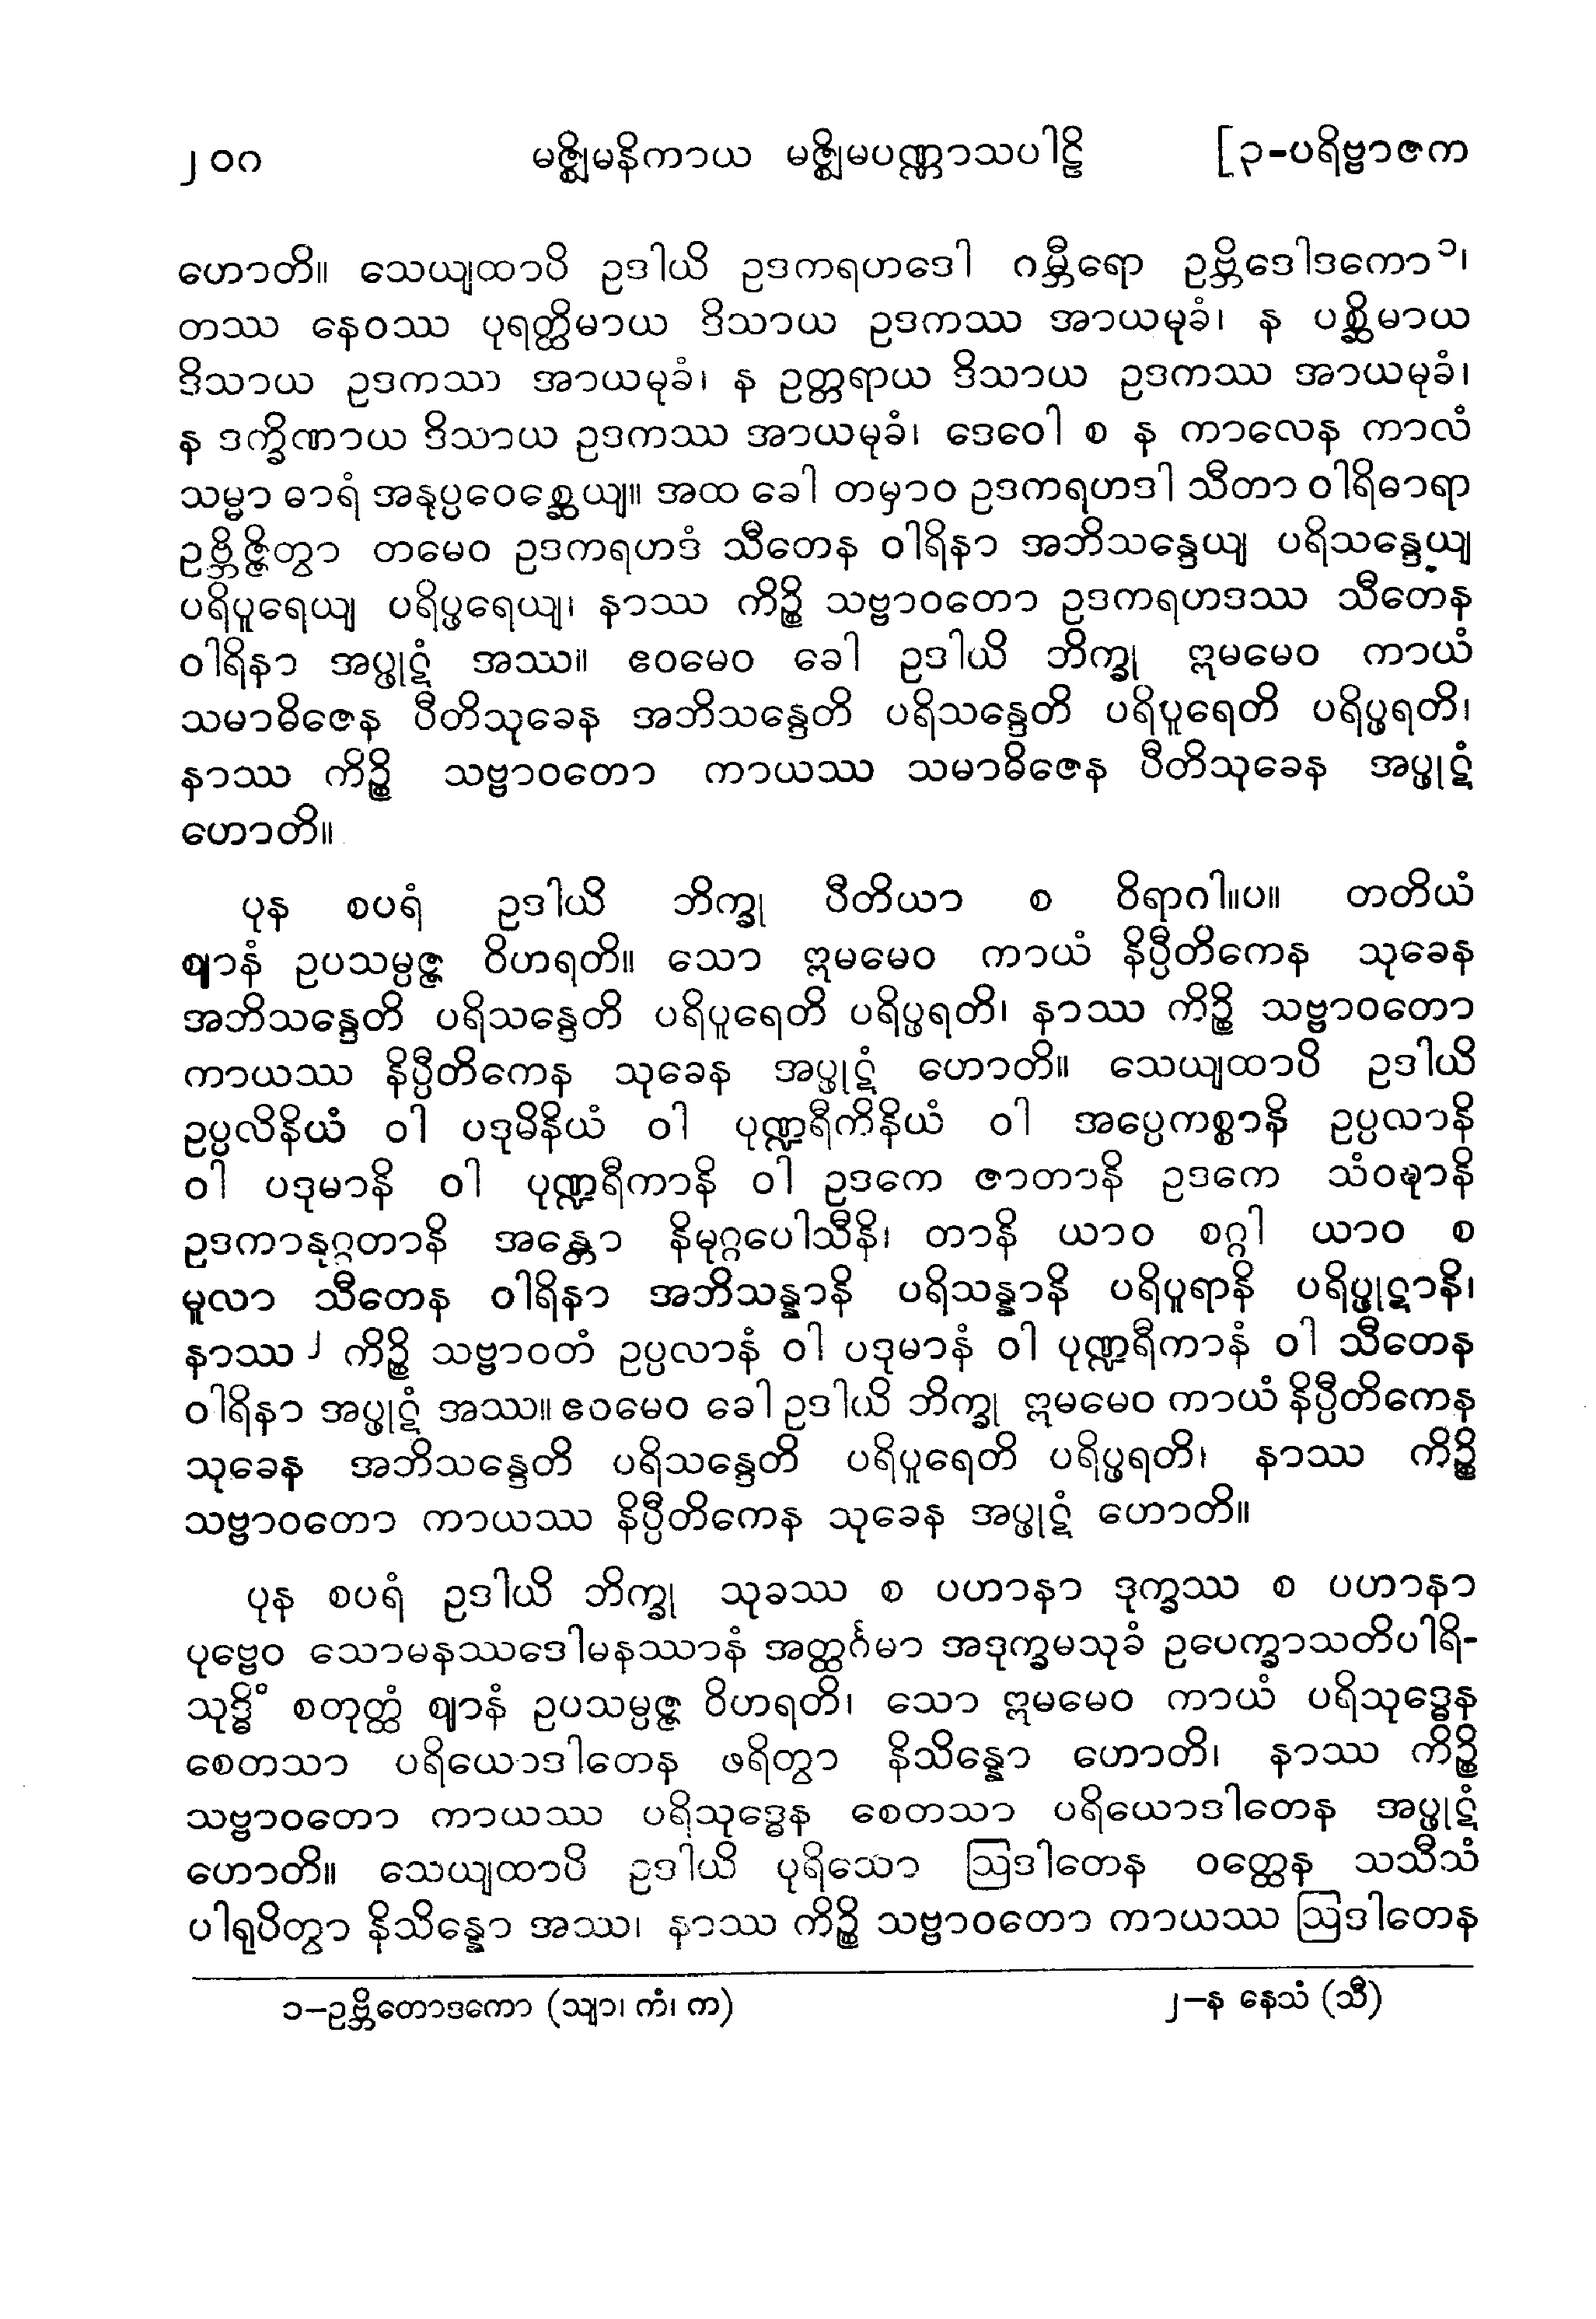 ၂၀ဂ မဇ္ဈိမနိကာယ မဇ္ဈိမပဏ္ဏာသပါဠိ [၃-ပရိဗ္ဗာဇက
ဟောတိ။ သေယျထာပိ ဥဒါယိ ဥဒကရဟဒေါ ဂမ္ဘီရော ဥဗ္ဘိဒေါဒကော၁၊
တဿ နေဝဿ ပုရတ္ထိမာယ ဒိသာယ ဥဒကဿ အာယမုခံ၊ န ပစ္ဆိမာယ
ဒိသာယ ဥဒကဿ အာယမုခံ၊ န ဥတ္တရာယ ဒိသာယ ဥဒကဿ အာယမုခံ၊
န ဒက္ခိဏာယ ဒိသာယ ဥဒကဿ အာယမုခံ၊ ဒေဝေါ စ န ကာလေန ကာလံ
သမ္မာ ဓာရံ အနုပ္ပဝေစ္ဆေယျ။ အထ ခေါ တမှာဝ ဥဒကရဟဒါ သီတာ ဝါရိဓာရာ
ဥဗ္ဘိဇ္ဇိတွာ တမေဝ ဥဒကရဟဒံ သီတေန ဝါရိနာ အဘိသန္ဒေယျ ပရိသန္ဒေယျ
ပရိပူရေယျ ပရိပ္ဖရေယျ၊ နာဿ ကိဉ္စိ သဗ္ဗာဝတော ဥဒကရဟဒဿ သီတေန
ဝါရိနာ အပ္ဖုဋံ အဿ။ ဧဝမေဝ ခေါ ဥဒါယိ ဘိက္ခု ဣမမေဝ ကာယံ
သမာဓိဇေန ပီတိသုခေန အဘိသန္ဒေတိ ပရိသန္ဒေတိ ပရိပူရေတိ ပရိပ္ဖရတိ၊
နာဿ ကိဉ္စိ သဗ္ဗာဝတော ကာယဿ သမာဓိဇေန ပီတိသုခေန အပ္ဖုဋံ
ဟောတိ။
ပုန စပရံ ဥဒါယိ ဘိက္ခု ပီတိယာ စ ဝိရာဂါ။ပ။ တတိယံ
ဈာနံ ဥပသမ္ပဇ္ဇ ဝိဟရတိ။ သော ဣမမေဝ ကာယံ နိပ္ပီတိကေန သုခေန
အဘိသန္ဒေတိ ပရိသန္ဒေတိ ပရိပူရေတိ ပရိပ္ဖရတိ၊ နာဿ ကိဉ္စိ သဗ္ဗာဝတော
ကာယဿ နိပ္ပီတိကေန သုခေန အပ္ဖုဋံ ဟောတိ။ သေယျထာပိ ဥဒါယိ
ဥပ္ပလိနိယံ ဝါ ပဒုမိနိယံ ဝါ ပုဏ္ဍရီကိနိယံ ဝါ အပ္ပေကစ္စာနိ ဥပ္ပလာနိ
ဝါ ပဒုမာနိ ဝါ ပုဏ္ဍရီကာနိ ဝါ ဥဒကေ ဇာတာနိ ဥဒကေ သံဝဍ္ဎာနိ
ဥဒကာနုဂ္ဂတာနိ အန္တော နိမုဂ္ဂပေါသီနိ၊ တာနိ ယာဝ စဂ္ဂါ ယာဝ စ
မူလာ သီတေန ဝါရိနာ အဘိသန္နာနိ ပရိသန္နာနိ ပရိပူရာနိ ပရိပ္ဖုဋာနိ၊
နာဿ၂ ကိဉ္စိ သဗ္ဗာဝတံ ဥပ္ပလာနံ ဝါ ပဒုမာနံ ဝါ ပုဏ္ဍရီကာနံ ဝါ သီတေန
ဝါရိနာ အပ္ဖုဋံ အဿ။ ဧဝမေဝ ခေါ ဥဒါယိ ဘိက္ခု ဣမမေဝ ကာယံ နိပ္ပီတိကေန
သုခေန အဘိသန္ဒေတိ ပရိသန္ဒေတိ ပရိပူရေတိ ပရိပ္ဖရတိ၊ နာဿ ကိဉ္စိ
သဗ္ဗာဝတော ကာယဿ နိပ္ပီတိကေန သုခေန အပ္ဖုဋံ ဟောတိ။
ပုန စပရံ ဥဒါယိ ဘိက္ခု သုခဿ စ ပဟာနာ ဒုက္ခဿ စ ပဟာနာ
ပုဗ္ဗေဝ သောမနဿဒေါမနဿာနံ အတ္ထင်္ဂမာ အဒုက္ခမသုခံ ဥပေက္ခာသတိပါရိ-
သုဒ္ဓိံ စတုတ္ထံ ဈာနံ ဥပသမ္ပဇ္ဇ ဝိဟရတိ၊ သော ဣမမေဝ ကာယံ ပရိသုဒ္ဓေန
စေတသာ ပရိယောဒါတေန ဖရိတွာ နိသိန္နော ဟောတိ၊ နာဿ ကိဉ္စိ
သဗ္ဗာဝတော ကာယဿ ပရိသုဒ္ဓေန စေတသာ ပရိယောဒါတေန အပ္ဖုဋံ
ဟောတိ။ သေယျထာပိ ဥဒါယိ ပုရိသော ဩဒါတေန ဝတ္ထေန သသီသံ
ပါရုပိတွာ နိသိန္နော အဿ၊ နာဿ ကိဉ္စိ သဗ္ဗာဝတော ကာယဿ ဩဒါတေန
၁-ဥဗ္ဘိတောဒကော (သျာ၊ ကံ၊ က) ၂-န နေသံ (သီ)